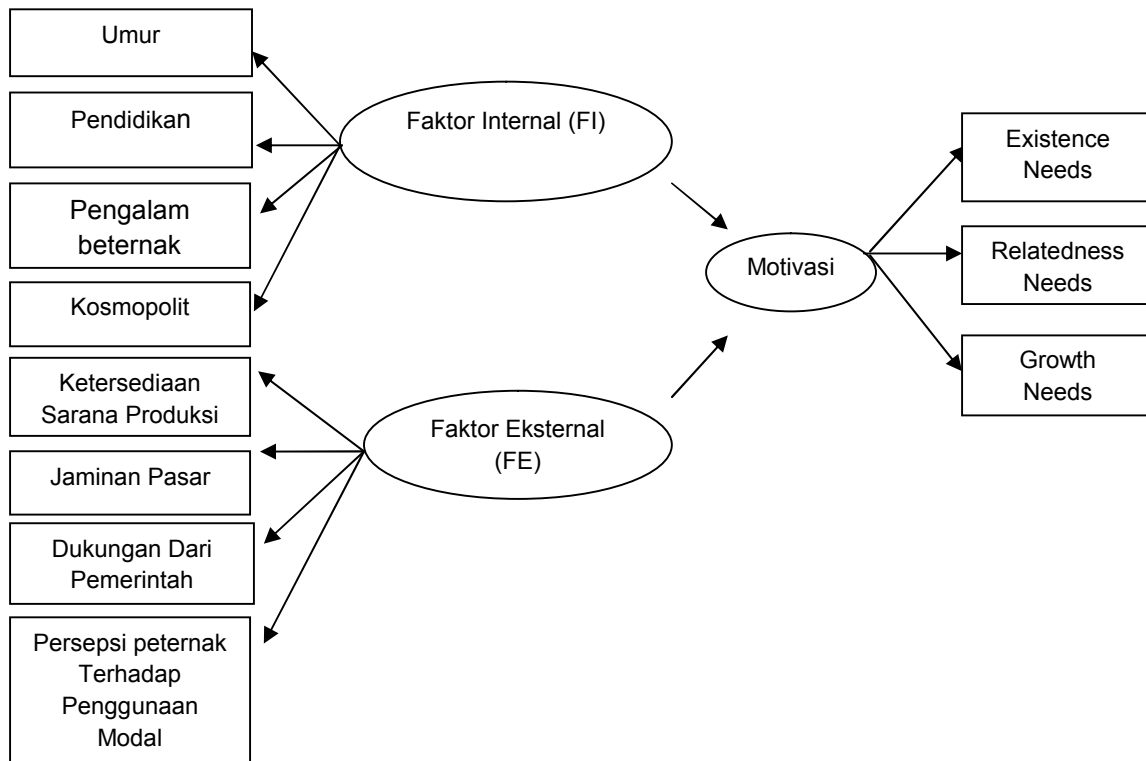 Umur
Pendidikan
Pengalam
beternak
Kosmopolit
Ketersediaan
Sarana Produksi
Jaminan Pasar
Dukungan Dari
Pemerintah
Persepsi peternak
Terhadap
Penggunaan
Modal
Faktor Internal (FI)
Faktor Eksternal
(FE)
Motivasi
Existence
Needs
Relatedness
Needs
Growth
Needs